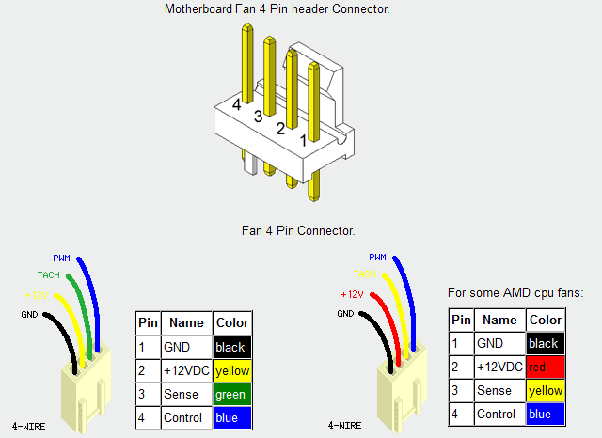 Motherboard Fan 4 Pin header Connector.
4
3
2
1
Fan 4 Pin Connector.
PWM
TACH
+12V
GND
4-WIRE
Pin Name Color
1 GND black
2 +12VDC yellow
3 Sense green
4 Control blue
PWM
TACH
+12V
GND
4-WIRE
For some AMD cpu fans:
Pin Name Color
1 GND black
2 +12VDC red
3 Sense yellow
4 Control blue